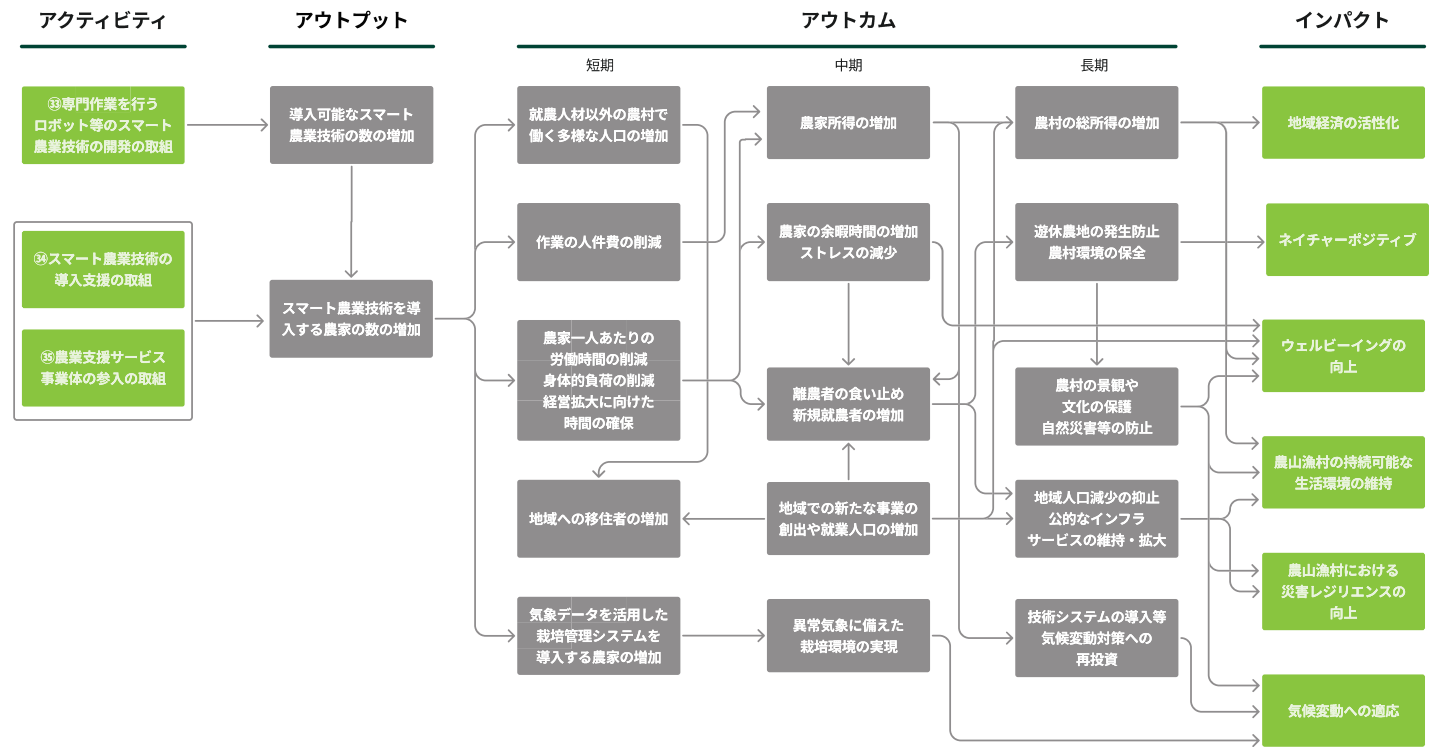 アクティビティ
アウトプット
アウトカム
インパクト
短期
中期
長期
㉝専門作業を行う
ロボット等のスマート
農業技術の開発の取組
㉞スマート農業技術の
導入支援の取組
㉟農業支援サービス
事業体の参入の取組
導入可能なスマート
農業技術の数の増加
スマート農業技術を導
入する農家の数の増加
就農人材以外の農村で
働く多様な人口の増加
作業の人件費の削減
農家一人あたりの
労働時間の削減
身体的負荷の削減
経営拡大に向けた
時間の確保
地域への移住者の増加
気象データを活用した
栽培管理システムを
導入する農家の増加
農家所得の増加
農家の余暇時間の増加
ストレスの減少
離農者の食い止め
新規就農者の増加
地域での新たな事業の
創出や就業人口の増加
異常気象に備えた
栽培環境の実現
農村の総所得の増加
遊休農地の発生防止
農村環境の保全
農村の景観や
文化の保護
自然災害等の防止
地域人口減少の抑止
公的なインフラ
サービスの維持・拡大
技術システムの導入等
気候変動対策への
再投資
地域経済の活性化
ネイチャーポジティブ
ウェルビーイングの
向上
農山漁村の持続可能な
生活環境の維持
農山漁村における
災害レジリエンスの
向上
気候変動への適応